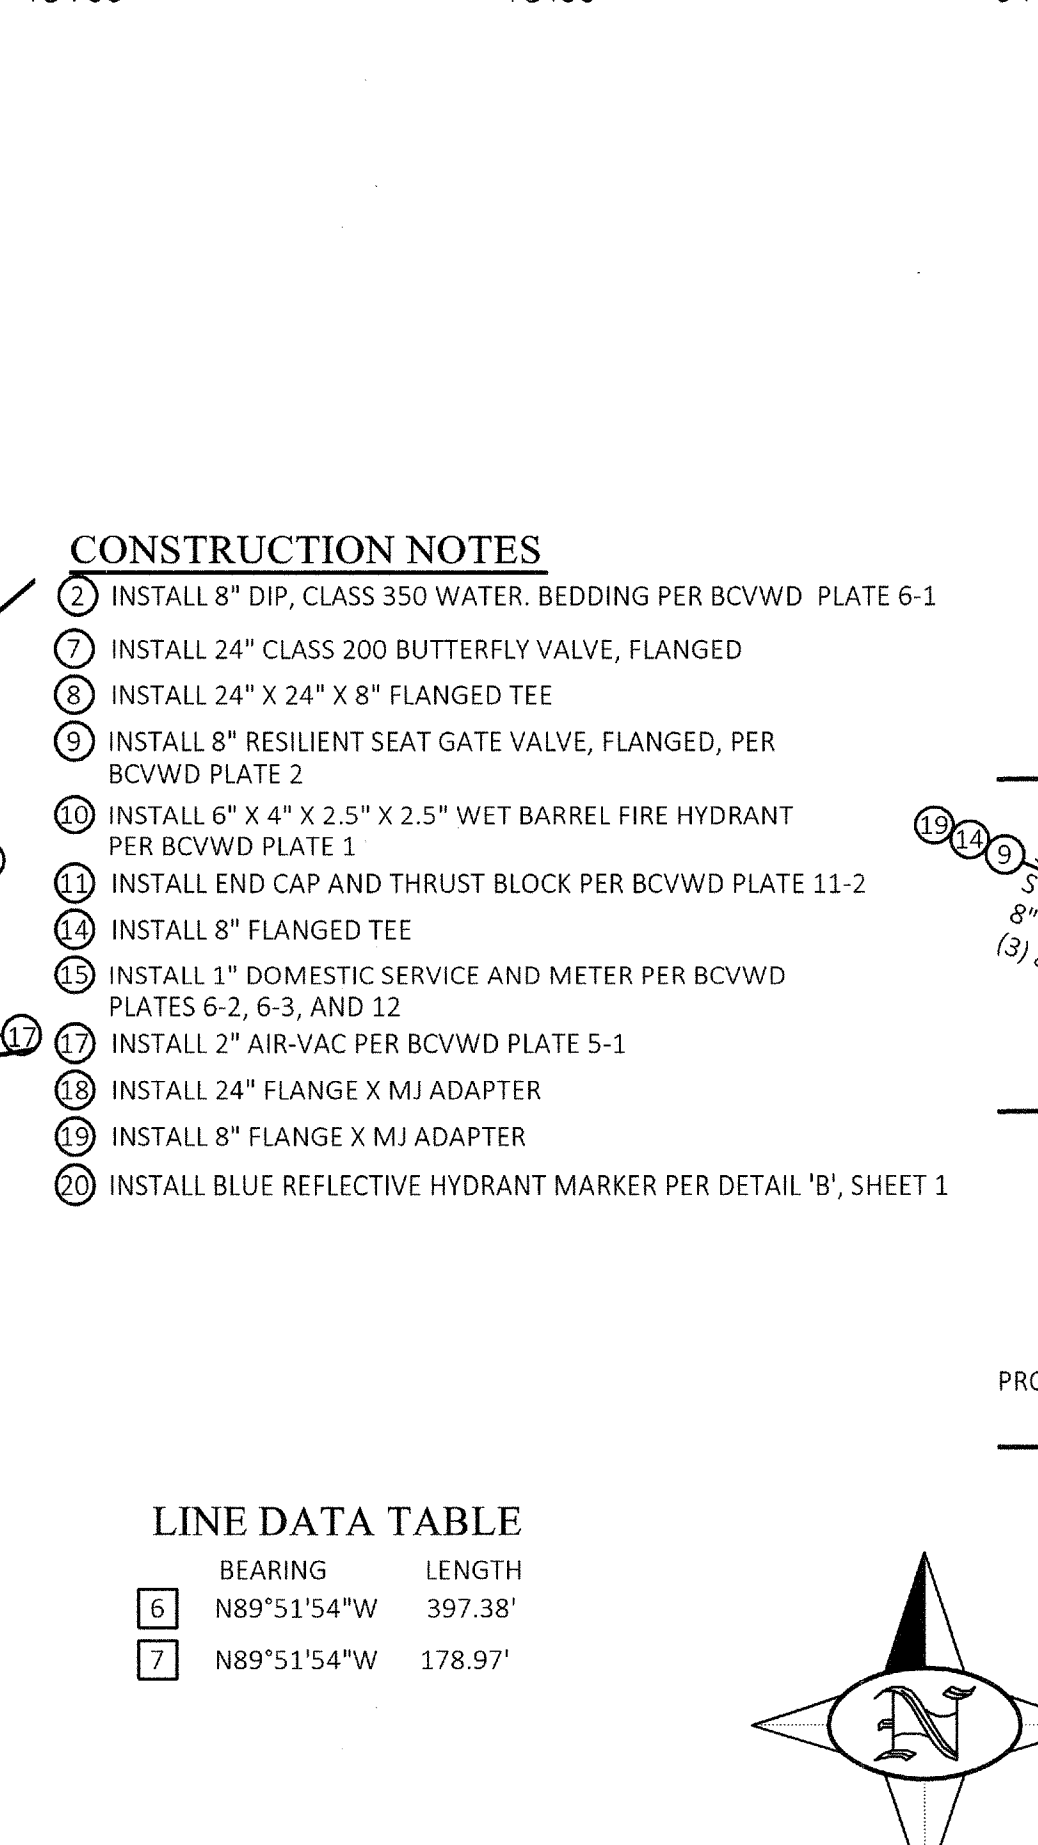 CONSTRUCTION NOTES
2 INSTALL 8" DIP, CLASS 350 WATER. BEDDING PER BCVWD PLATE 6-1
7 INSTALL 24" CLASS 200 BUTTERFLY VALVE, FLANGED
8 INSTALL 24" X 24" X 8" FLANGED TEE
9 INSTALL 8" RESILIENT SEAT GATE VALVE, FLANGED, PER
BCVWD PLATE 2
10 INSTALL 6" X 4" X 2.5" X 2.5" WET BARREL FIRE HYDRANT
PER BCVWD PLATE 1
19 14 9
11 INSTALL END CAP AND THRUST BLOCK PER BCVWD PLATE 11-2
8"
14 INSTALL 8" FLANGED TEE
(3)
15 INSTALL 1" DOMESTIC SERVICE AND METER PER BCVWD
PLATES 6-2, 6-3, AND 12
17
17 INSTALL 2" AIR-VAC PER BCVWD PLATE 5-1
18 INSTALL 24" FLANGE X MJ ADAPTER
19 INSTALL 8" FLANGE X MJ ADAPTER
20 INSTALL BLUE REFLECTIVE HYDRANT MARKER PER DETAIL 'B', SHEET 1
LINE DATA TABLE
BEARING LENGTH
6 N89°51'54"W 397.38'
7 N89°51'54"W 178.97'
N